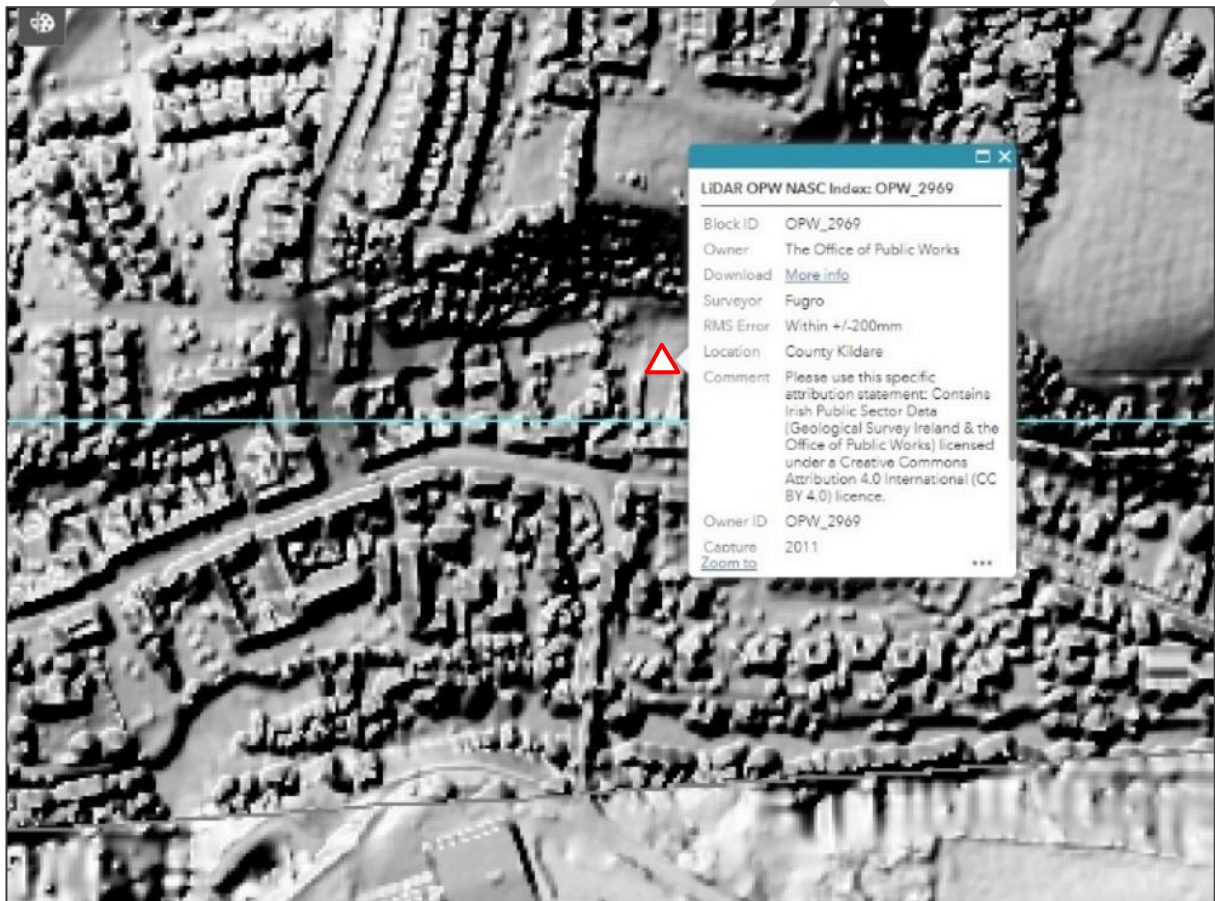 LiDAR OPW NASC Index: OPW_2969
Block ID OPW_2969
Owner The Office of Public Works
Download More info
Surveyor Fugro
RMS Error Within +/-200mm
Location County Kildare
Comment Please use this specific
attribution statement: Contains
Irish Public Sector Data
(Geological Survey Ireland & the
Office of Public Works) licensed
under a Creative Commons
Attribution 4.0 International (CC
BY 4.0) licence.
Owner ID OPW_2969
Capture 2011
Zoom to